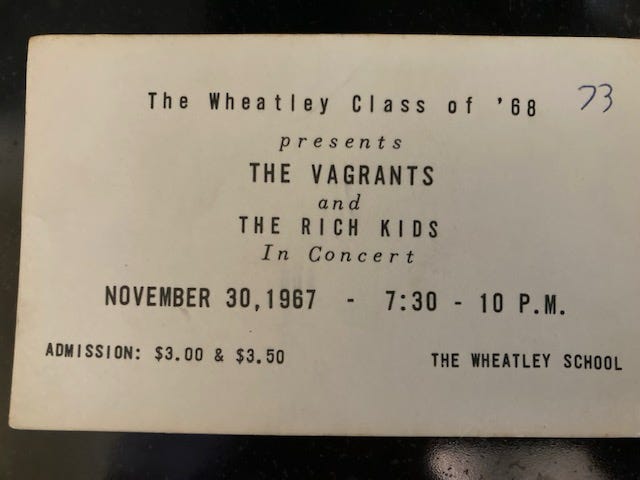 The Wheatley Class of '68 73
presents
THE VAGRANTS
and
THE RICH KIDS
In Concert
NOVEMBER 30,1967 - 7:30 - 10 P.M.
ADMISSION: $3.00 & $3.50 THE WHEATLEY SCHOOL